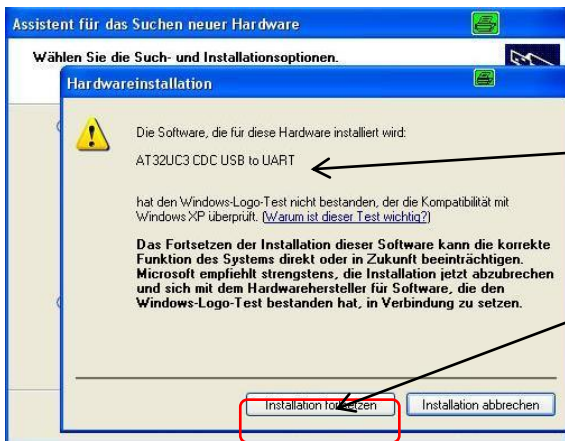 Assistent für das Suchen neuer Hardware
Wählen Sie die Such- und Installationsoptionen.
Hardwareinstallation
Die Software, die für diese Hardware installiert wird:
AT32UC3 CDC USB to UART
hat den Windows-Logo-Test nicht bestanden, der die Kompatibilität mit
Windows XP überprüft. (Warum ist dieser Test wichtig?)
Das Fortsetzen der Installation dieser Software kann die korrekte
Funktion des Systems direkt oder in Zukunft beeinträchtigen.
Microsoft empfiehlt strengstens, die Installation jetzt abzubrechen
und sich mit dem Hardwarehersteller für Software, die den
Windows-Logo-Test bestanden hat, in Verbindung zu setzen.
Installation fortsetzen
Installation abbrechen